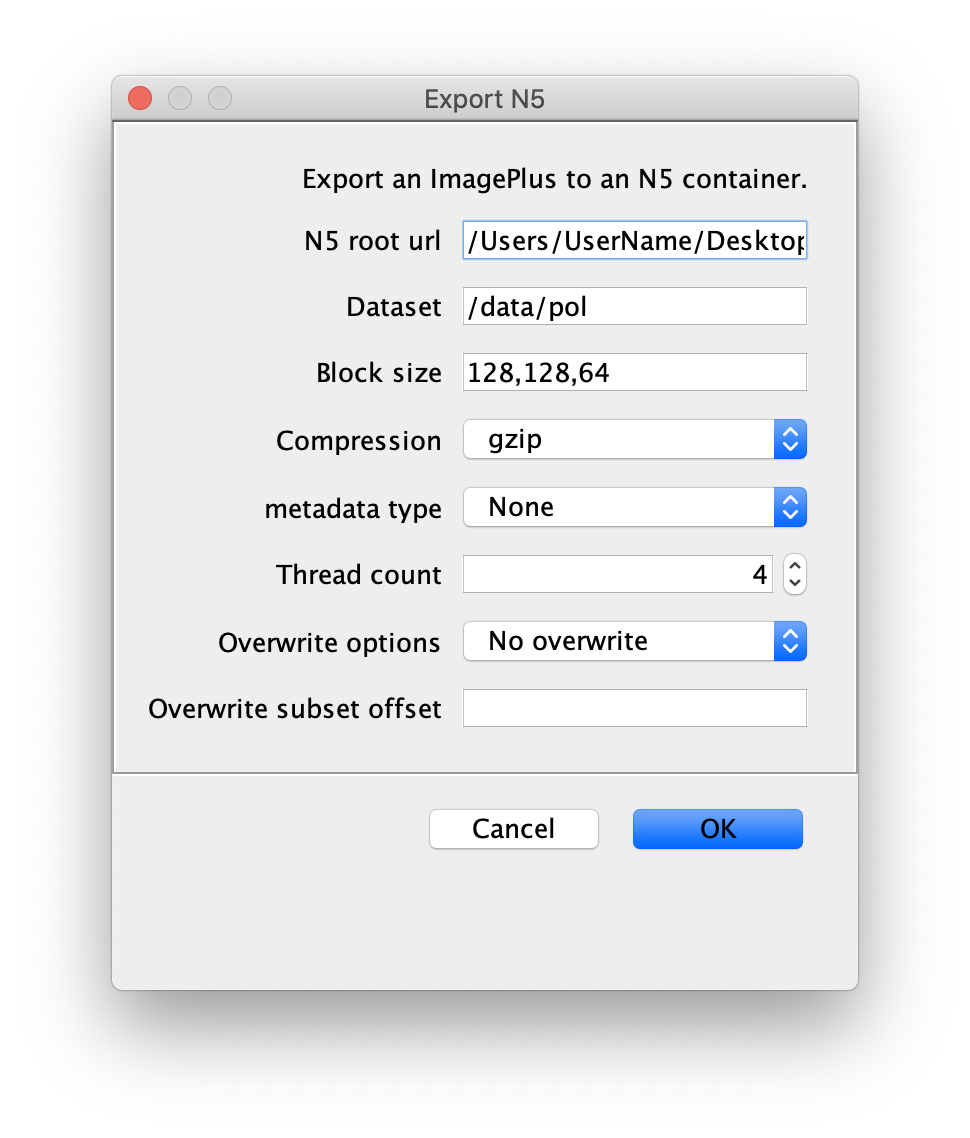 Export N5
Export an ImagePlus to an N5 container.
N5 root url /Users/UserName/Desktop
Dataset /data/pol
Block size 128,128,64
Compression gzip
metadata type None
Thread count 4
Overwrite options No overwrite
Overwrite subset offset
Cancel OK